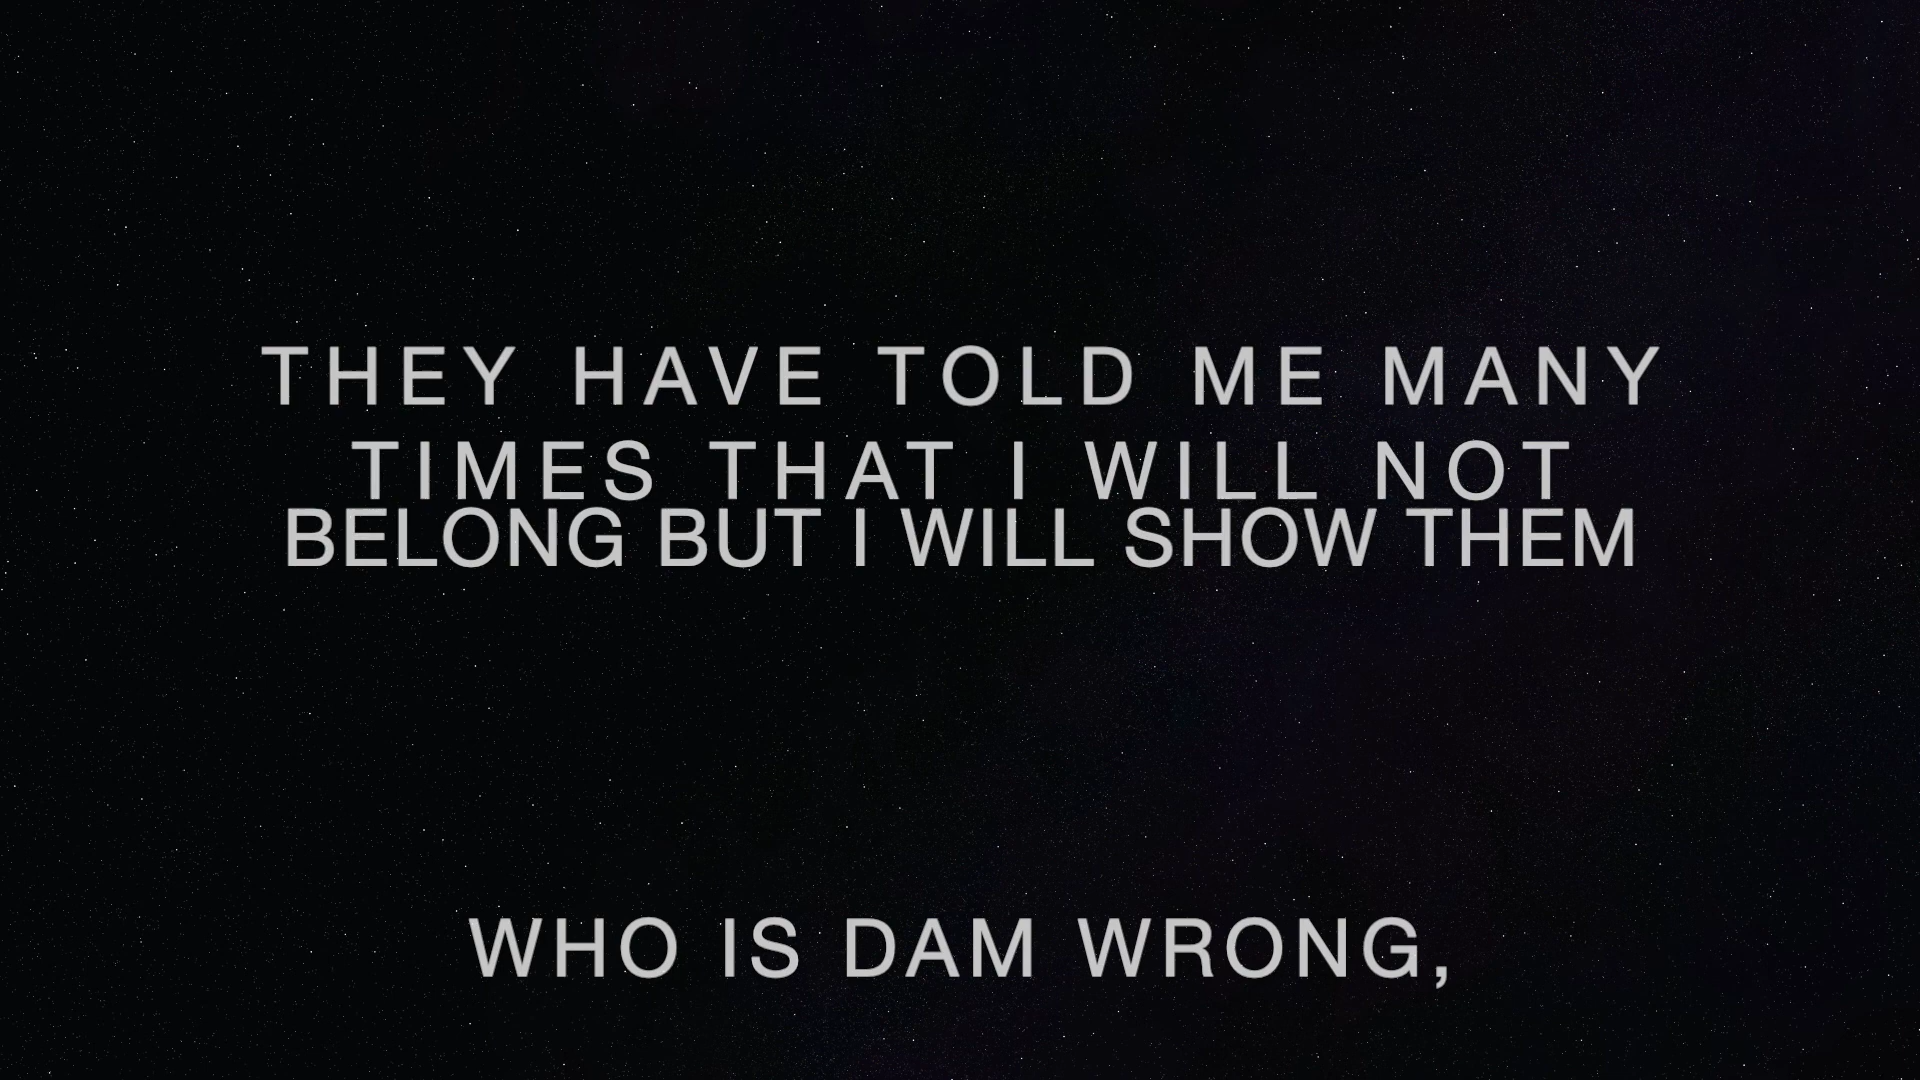 THEY HAVE TOLD ME MANY
TIMES THAT I WILL NOT
BELONG BUT I WILL SHOW THEM
WHO IS DAM WRONG,